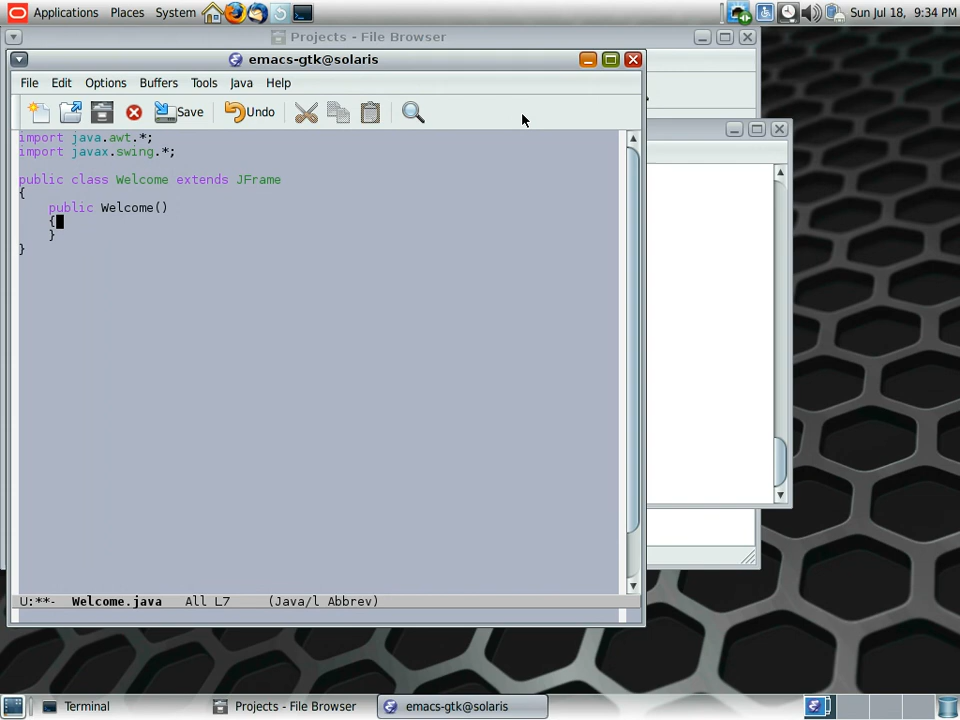 Applications Places System Sun Jul 18, 9:34 PM
Projects - File Browser
emacs-gtk@solaris
File Edit Options Buffers Tools Java Help
Save Undo
import java.awt.*;
import javax.swing.*;
public class Welcome extends JFrame
{
public Welcome()
{
}
}
U:**- Welcome.java All L7 (Java/l Abbrev)
Terminal Projects - File Browser emacs-gtk@solaris